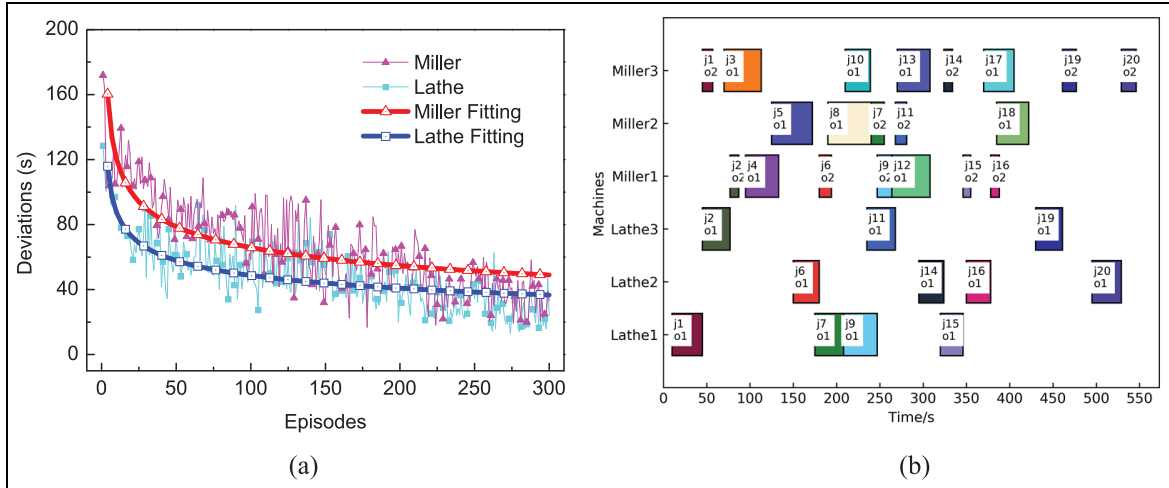 200
160
120
80
40
0
Deviations (s)
0
50
100
150
200
250
300
Episodes
Miller
Lathe
Miller Fitting
Lathe Fitting
(a)
Machines
Miller3
j1
o2
j3
o1
j10
o1
j13
o1
j14
o2
j17
o1
j19
o2
j20
o2
Miller2
j5
o1
j8
o1
j7
o2
j11
o2
j18
o1
Miller1
j2
o2
j4
o1
j6
o2
j9
o2
j12
o1
j15
o2
j16
o2
Lathe3
j2
o1
j11
o1
j19
o1
Lathe2
j6
o1
j14
o1
j16
o1
j20
o1
Lathe1
j1
o1
j7
o1
j9
o1
j15
o1
0
50
100
150
200
250
300
350
400
450
500
550
Time/s
(b)